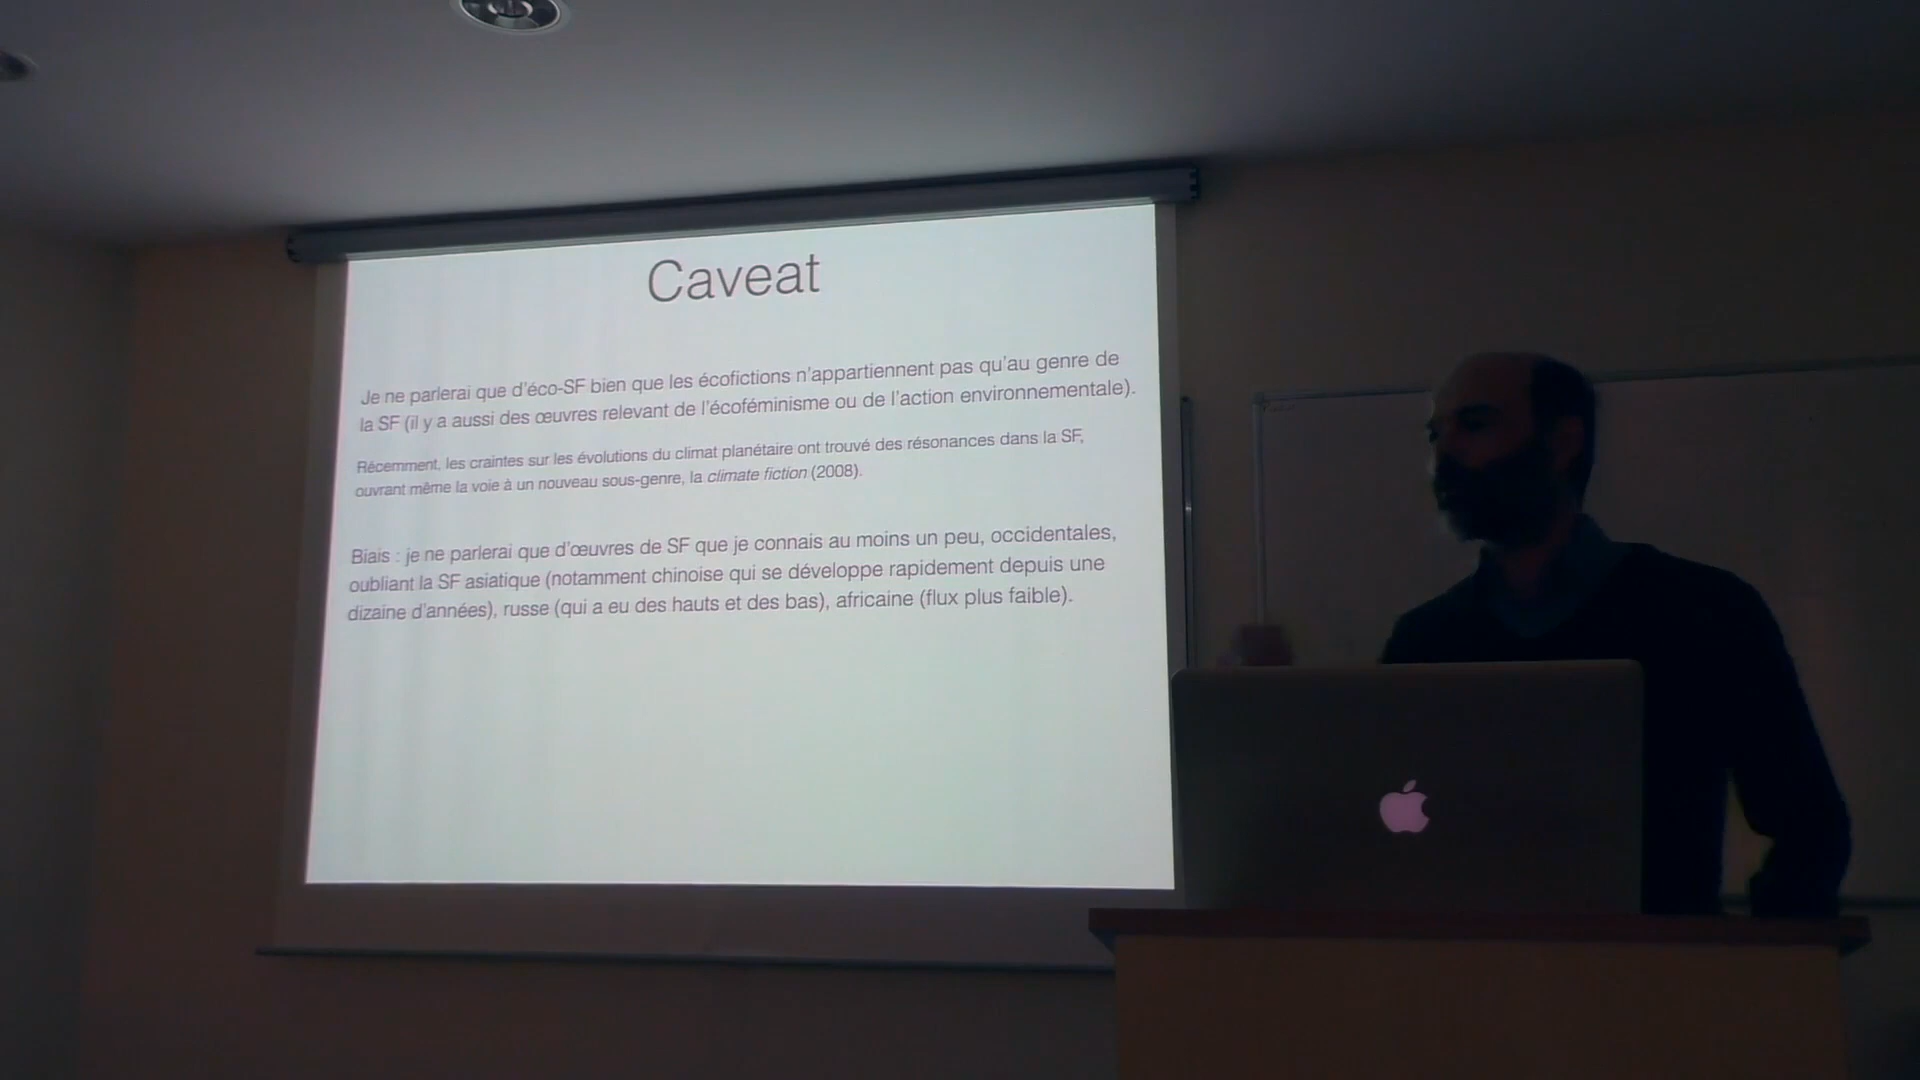 Caveat
Je ne parlerai que d'éco-SF bien que les écofictions n'appartiennent pas qu'au genre de
la SF (il y a aussi des œuvres relevant de l'écoféminisme ou de l'action environnementale).
Récemment, les craintes sur les évolutions du climat planétaire ont trouvé des résonances dans la SF,
ouvrant même la voie à un nouveau sous-genre, la climate fiction (2008).
Biais : je ne parlerai que d'œuvres de SF que je connais au moins un peu, occidentales,
oubliant la SF asiatique (notamment chinoise qui se développe rapidement depuis une
dizaine d'années), russe (qui a eu des hauts et des bas), africaine (flux plus faible).